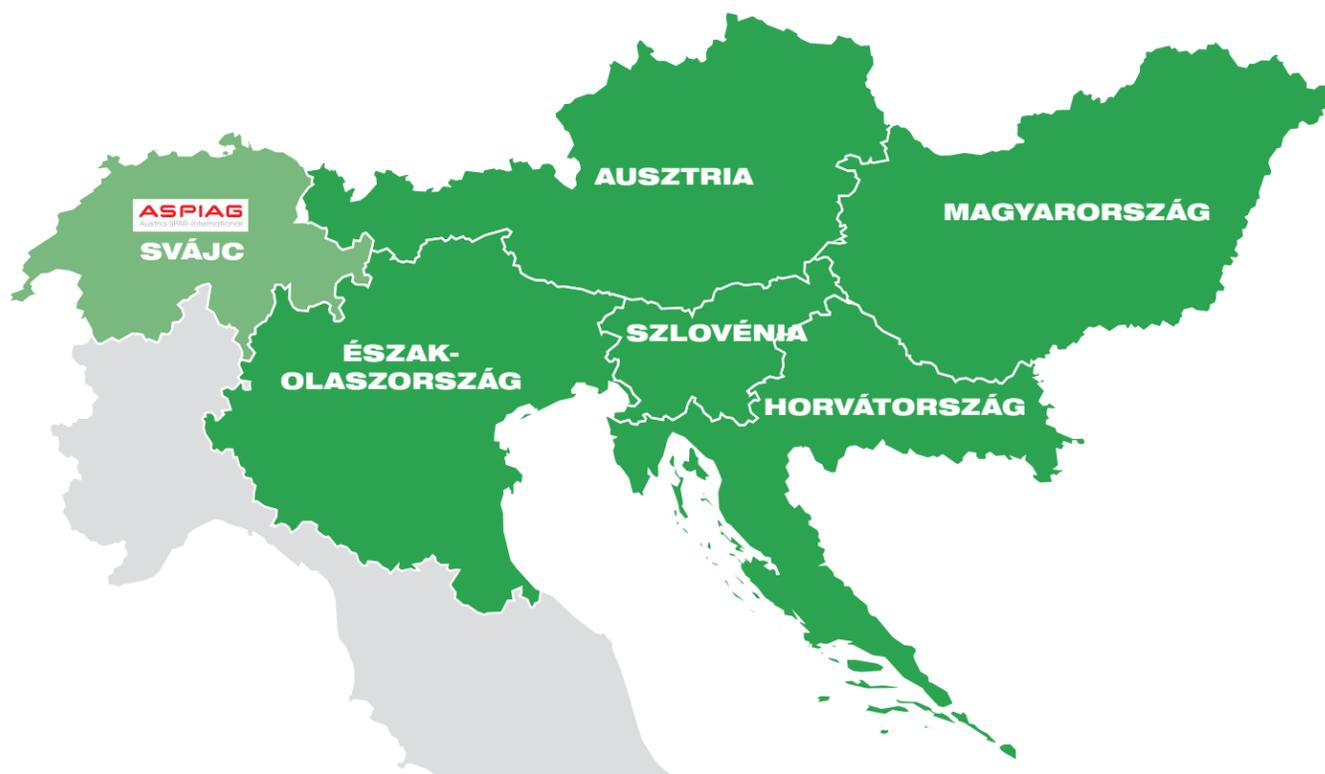 AUSZTRIA
MAGYARORSZÁG
ASPIAG
Austria-SPAR-International
SVÁJC
SZLOVÉNIA
ÉSZAK-
OLASZORSZÁG
HORVÁTORSZÁG